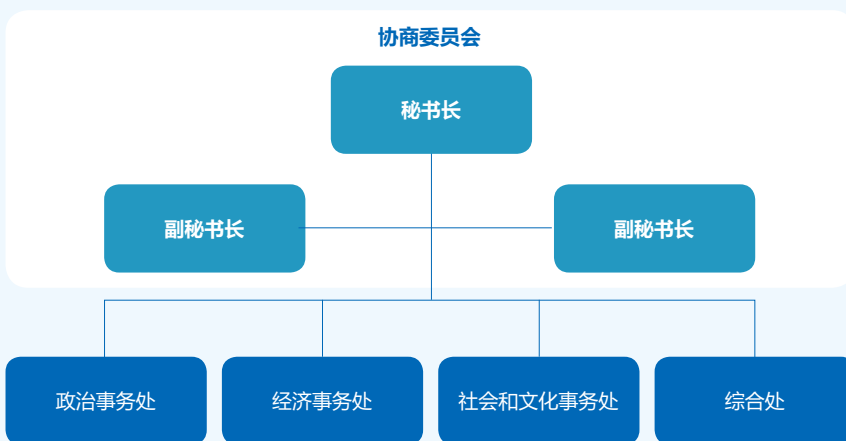 协商委员会
秘书长
副秘书长
副秘书长
政治事务处
经济事务处
社会和文化事务处
综合处